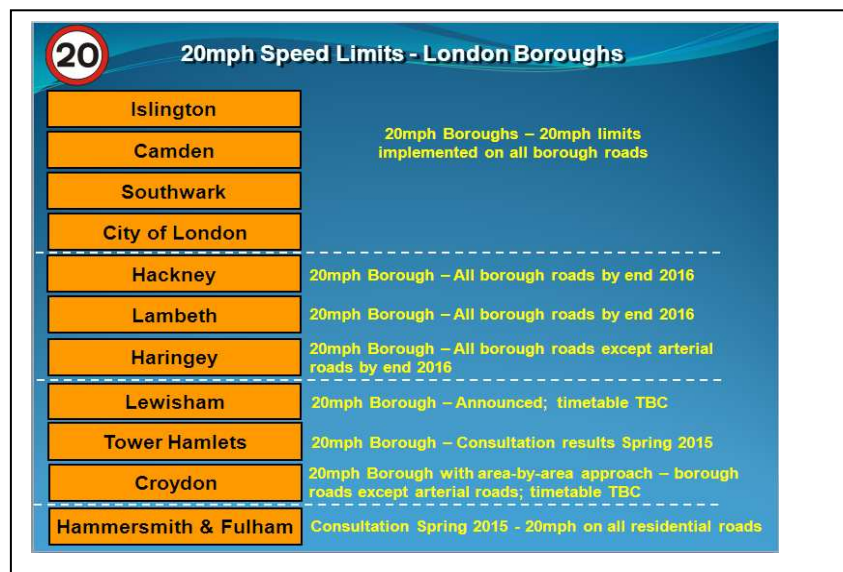 20
20mph Speed Limits - London Boroughs
Islington
Camden
Southwark
City of London
20mph Boroughs – 20mph limits
implemented on all borough roads
Hackney
20mph Borough – All borough roads by end 2016
Lambeth
20mph Borough – All borough roads by end 2016
Haringey
20mph Borough – All borough roads except arterial
roads by end 2016
Lewisham
20mph Borough – Announced; timetable TBC
Tower Hamlets
20mph Borough – Consultation results Spring 2015
Croydon
20mph Borough with area-by-area approach – borough
roads except arterial roads; timetable TBC
Hammersmith & Fulham
Consultation Spring 2015 - 20mph on all residential roads